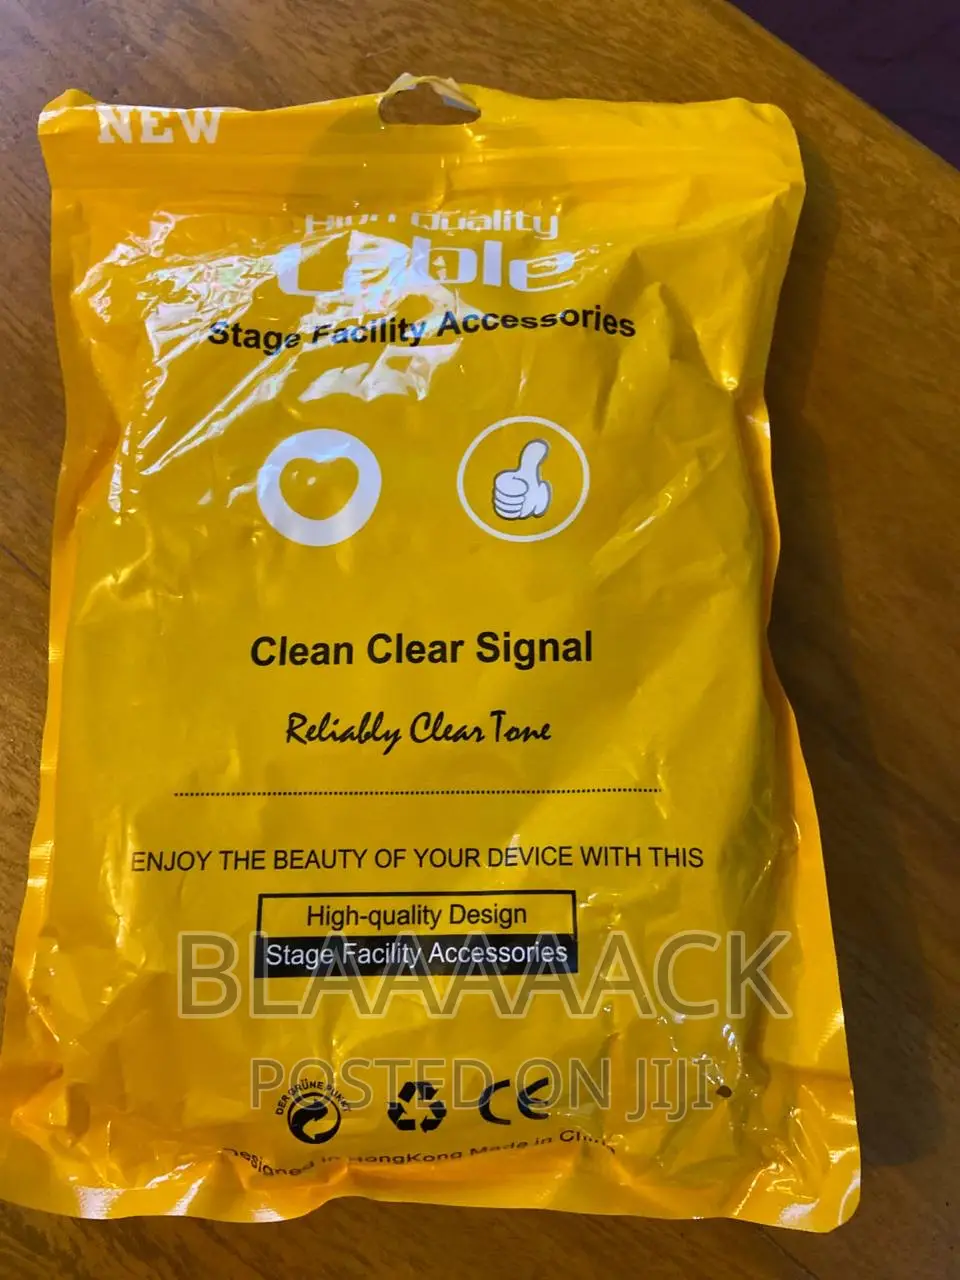 NEW
High quality
Cable
Stage Facility Accessories
Clean Clear Signal
Reliably Clear Tone
ENJOY THE BEAUTY OF YOUR DEVICE WITH THIS
High-quality Design
Stage Facility Accessories
BLAAAAAACK
POSTED ON JIJI
DER GRÜNE PUNKT
CE
Designed in HongKong Made in China